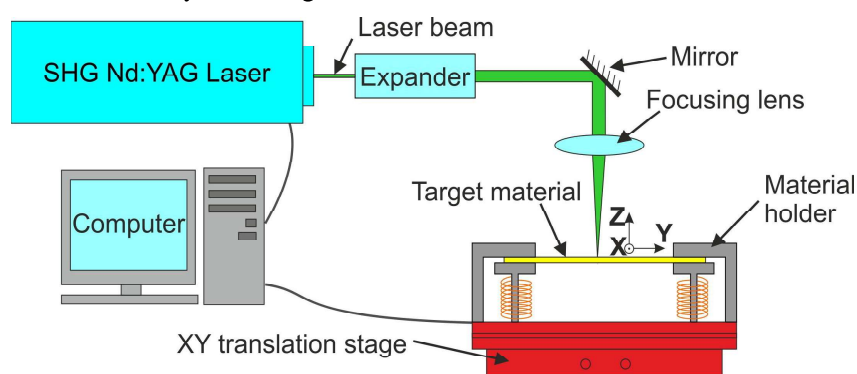 Laser beam
SHG Nd:YAG Laser
Expander
Mirror
Focusing lens
Computer
Target material
Z
X
Y
Material
holder
XY translation stage